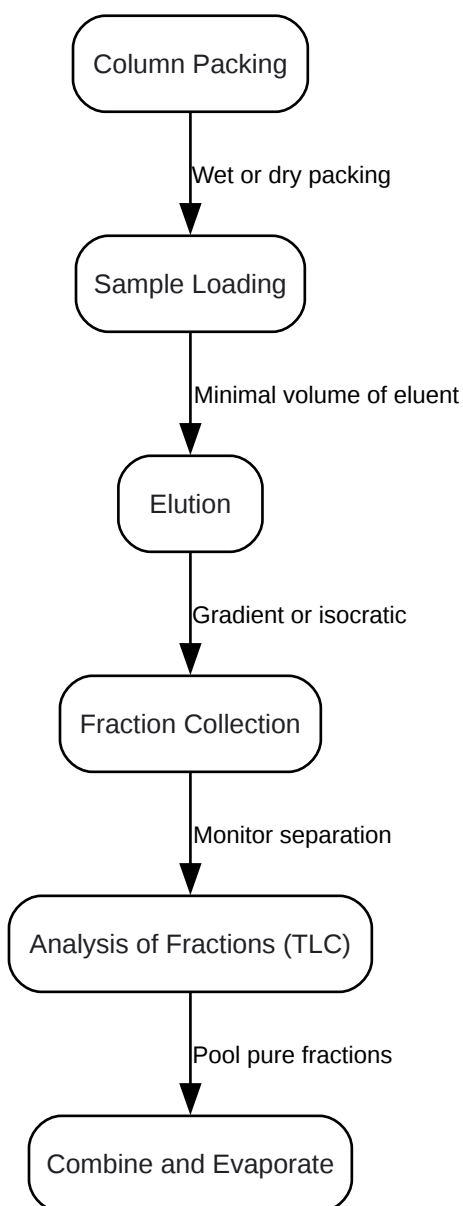 Column Packing
Wet or dry packing
Sample Loading
Minimal volume of eluent
Elution
Gradient or isocratic
Fraction Collection
Monitor separation
Analysis of Fractions (TLC)
Pool pure fractions
Combine and Evaporate